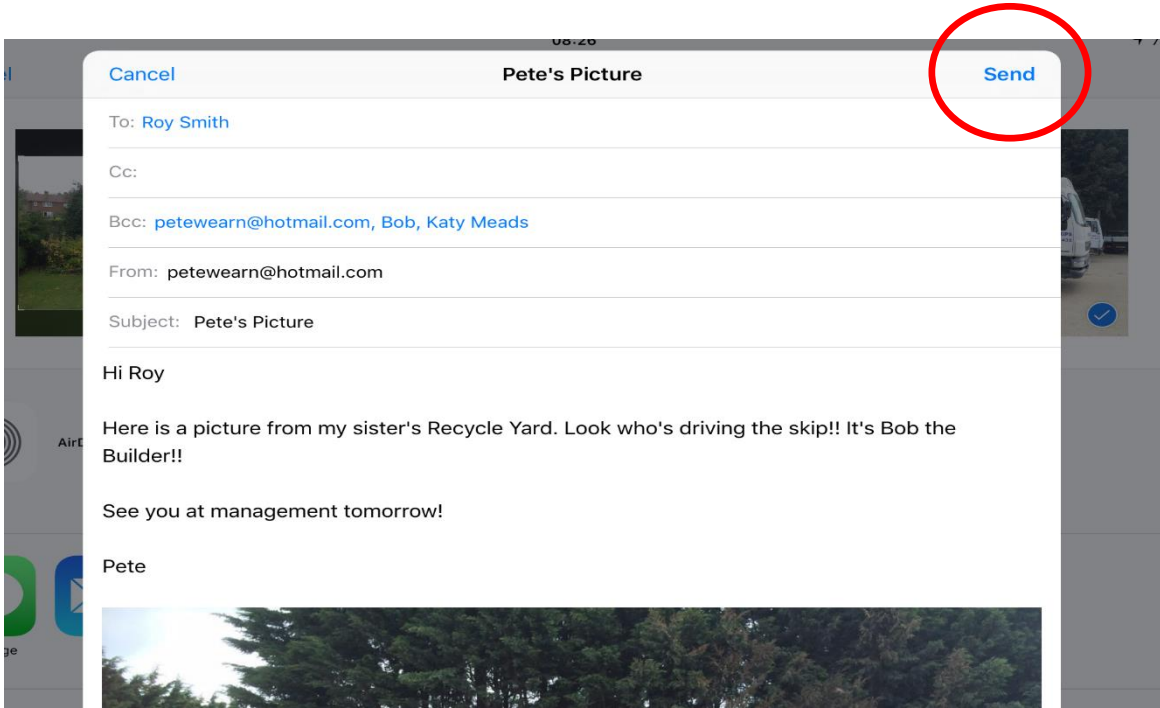 08:26
Cancel Pete's Picture Send
To: Roy Smith
Cc:
Bcc: petewearn@hotmail.com, Bob, Katy Meads
From: petewearn@hotmail.com
Subject: Pete's Picture
Hi Roy
Here is a picture from my sister's Recycle Yard. Look who's driving the skip!! It's Bob the
Builder!!
See you at management tomorrow!
Pete